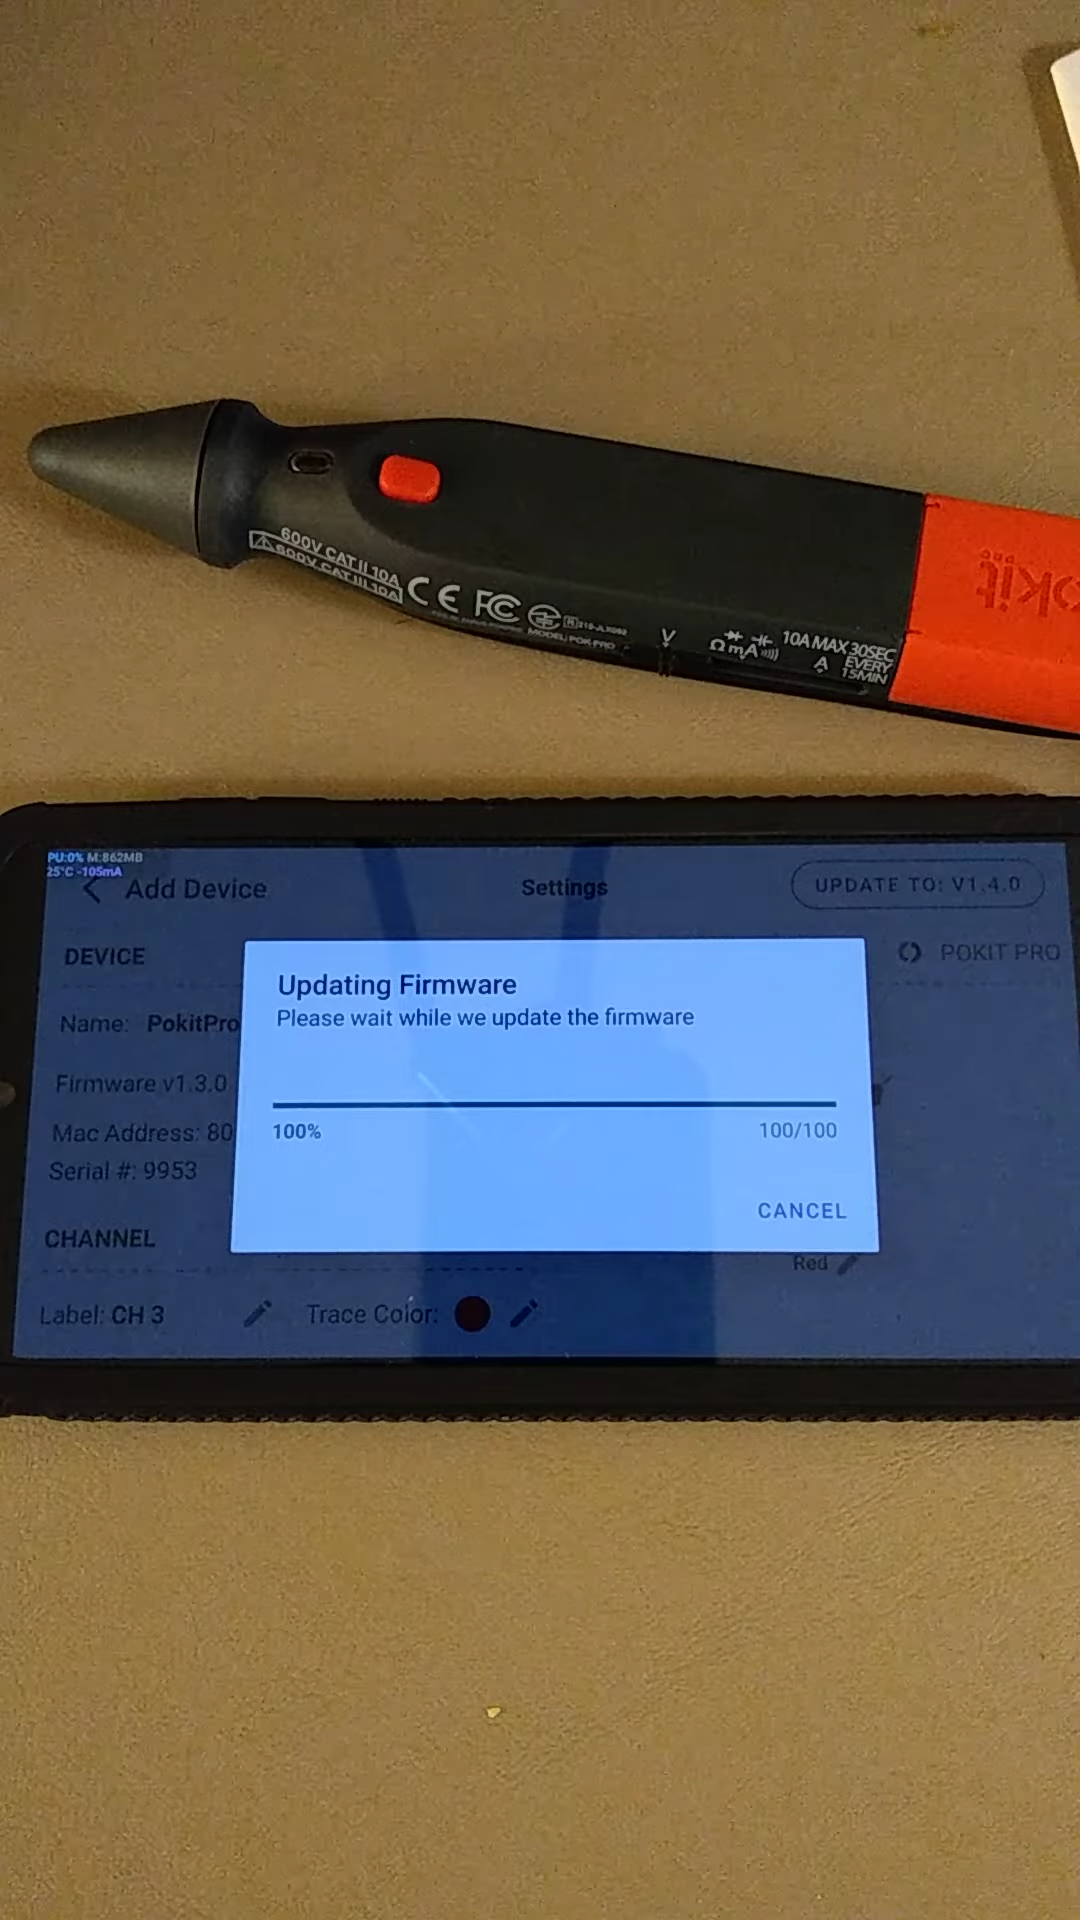 600V CAT II 10A
600V CAT III 10A
CE FC
MODEL: POK PRO
V
Ω mA
A
10A MAX 30SEC
EVERY
15MIN
pokit
PRO
PU:0% M:862MB
25°C -105mA
Add Device
Settings
UPDATE TO: V1.4.0
DEVICE
POKIT PRO
Name: PokitPro
Firmware v1.3.0
Mac Address: 80
Serial #: 9953
Updating Firmware
Please wait while we update the firmware
100%
100/100
CANCEL
CHANNEL
Red
Label: CH 3
Trace Color: